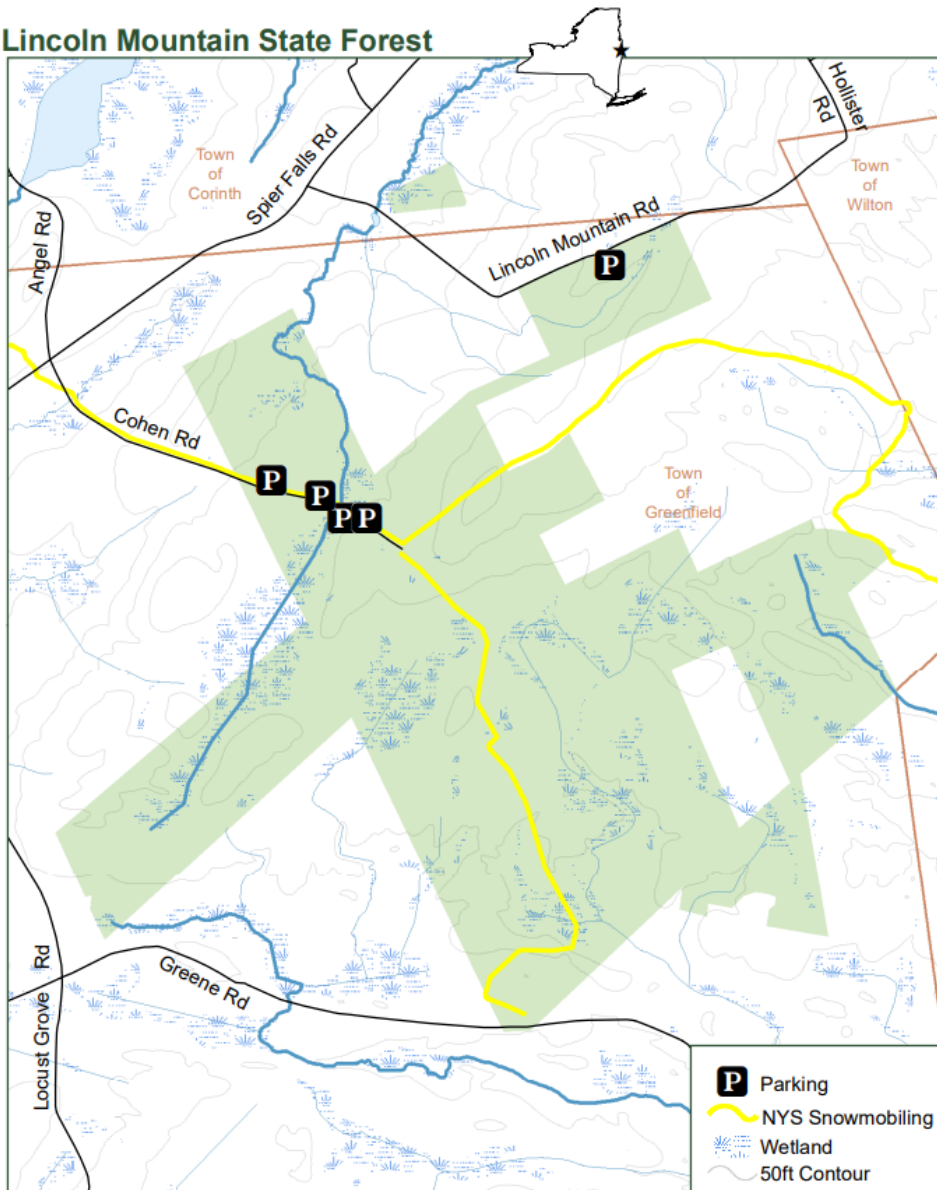 Lincoln Mountain State Forest
Hollister
Rd
Town
of
Corinth
Spier Falls Rd
Town
of
Wilton
Angel Rd
Lincoln Mountain Rd
P
Cohen Rd
Town
of
Greenfield
P
P
P
P
Locust Grove Rd
Greene Rd
P Parking
NYS Snowmobiling
Wetland
50ft Contour